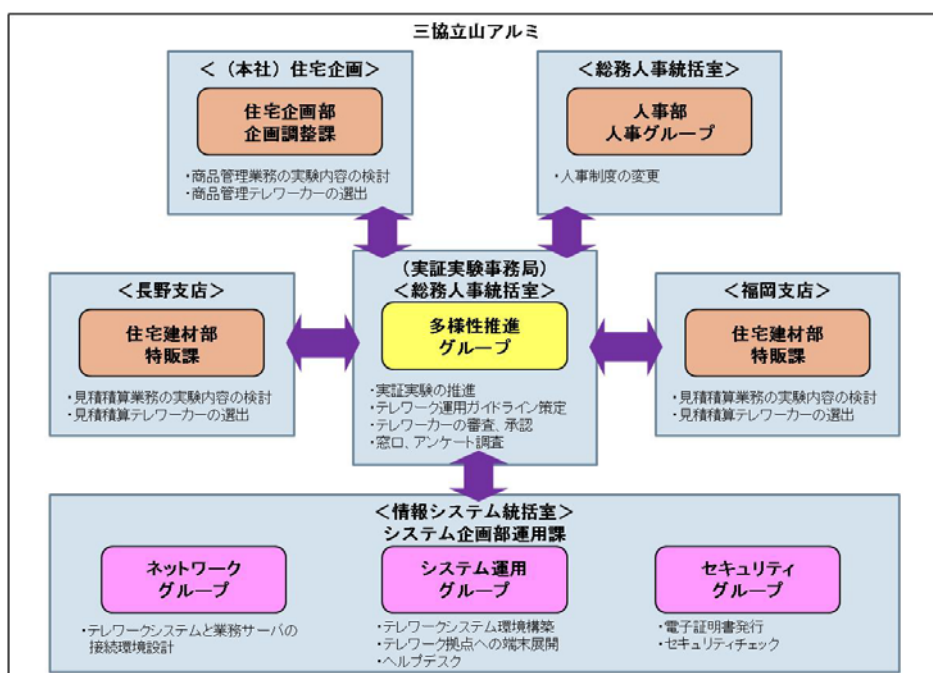 三協立山アルミ
＜（本社）住宅企画＞
住宅企画部
企画調整課
・商品管理業務の実験内容の検討
・商品管理テレワーカーの選出
＜総務人事統括室＞
人事部
人事グループ
・人事制度の変更
＜長野支店＞
住宅建材部
特販課
・見積積算業務の実験内容の検討
・見積積算テレワーカーの選出
（実証実験事務局）
＜総務人事統括室＞
多様性推進
グループ
・実証実験の推進
・テレワーク運用ガイドライン策定
・テレワーカーの審査、承認
・窓口、アンケート調査
＜福岡支店＞
住宅建材部
特販課
・見積積算業務の実験内容の検討
・見積積算テレワーカーの選出
＜情報システム統括室＞
システム企画部運用課
ネットワーク
グループ
・テレワークシステムと業務サーバの
接続環境設計
システム運用
グループ
・テレワークシステム環境構築
・テレワーク拠点への端末展開
・ヘルプデスク
セキュリティ
グループ
・電子証明書発行
・セキュリティチェック